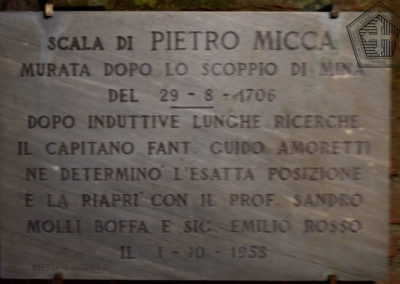 SCALA DI PIETRO MICCA
MURATA DOPO LO SCOPPIO DI MINA
DEL 29-8-1706
DOPO INDUTTIVE LUNGHE RICERCHE
IL CAPITANO FANT. GUIDO AMORETTI
NE DETERMINÒ L'ESATTA POSIZIONE
E LA RIAPRÌ CON IL PROF. SANDRO
MOLLI BOFFA E SIG. EMILIO ROSSO
IL 1-10-1958